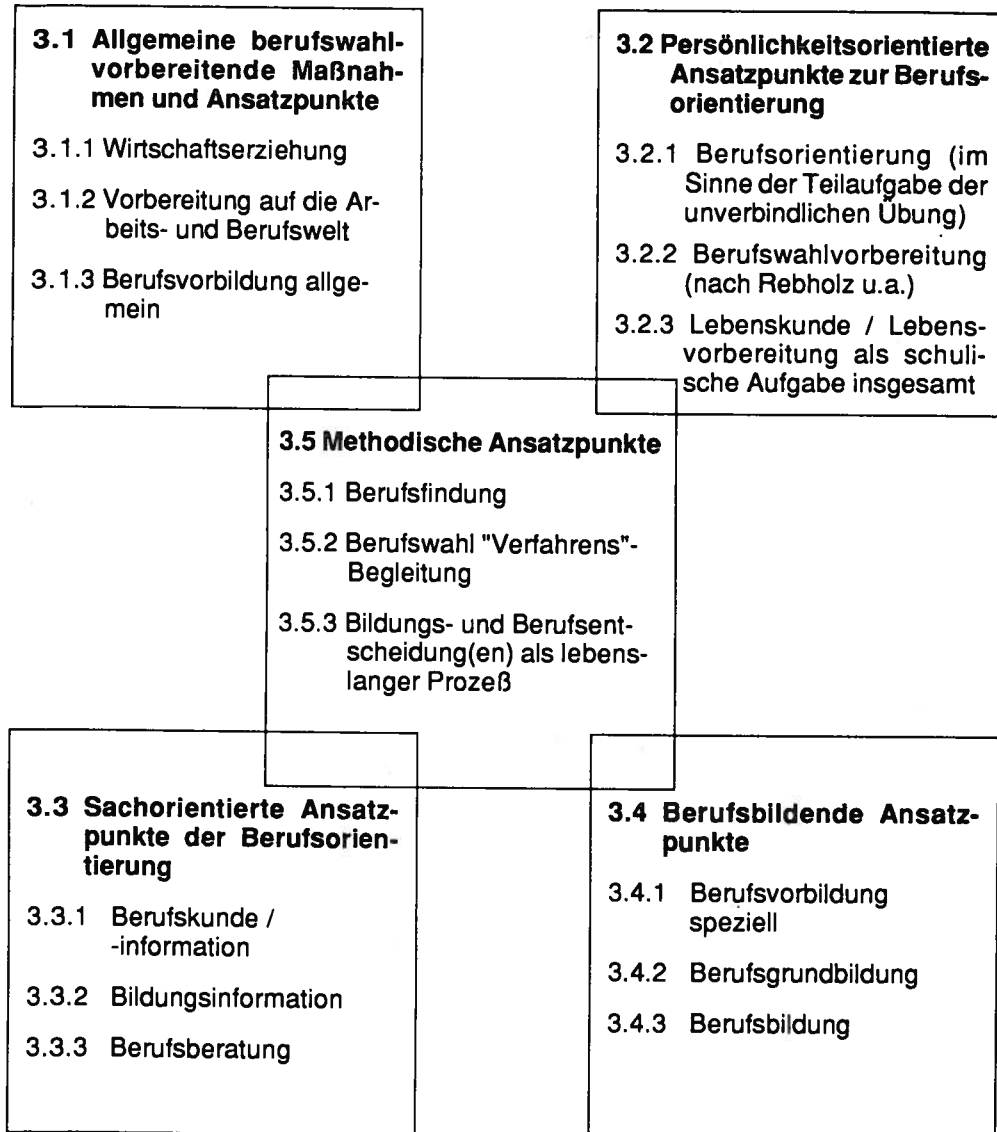 3.1 Allgemeine berufswahl-
vorbereitende Maßnah-
men und Ansatzpunkte
3.1.1 Wirtschaftserziehung
3.1.2 Vorbereitung auf die Ar-
beits- und Berufswelt
3.1.3 Berufsvorbildung allge-
mein
3.2 Persönlichkeitsorientierte
Ansatzpunkte zur Berufs-
orientierung
3.2.1 Berufsorientierung (im
Sinne der Teilaufgabe der
unverbindlichen Übung)
3.2.2 Berufswahlvorbereitung
(nach Rebholz u.a.)
3.2.3 Lebenskunde / Lebens-
vorbereitung als schuli-
sche Aufgabe insgesamt
3.5 Methodische Ansatzpunkte
3.5.1 Berufsfindung
3.5.2 Berufswahl "Verfahrens"-
Begleitung
3.5.3 Bildungs- und Berufsent-
scheidung(en) als lebens-
langer Prozeß
3.3 Sachorientierte Ansatz-
punkte der Berufsorien-
tierung
3.3.1 Berufskunde /
-information
3.3.2 Bildungsinformation
3.3.3 Berufsberatung
3.4 Berufsbildende Ansatz-
punkte
3.4.1 Berufsvorbildung
speziell
3.4.2 Berufsgrundbildung
3.4.3 Berufsbildung